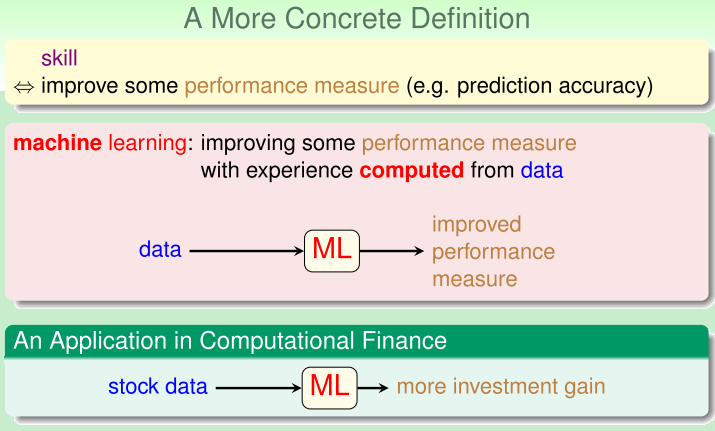 A More Concrete Definition
skill
⇔ improve some performance measure (e.g. prediction accuracy)
machine learning: improving some performance measure
with experience computed from data
data
ML
improved
performance
measure
An Application in Computational Finance
stock data
ML
more investment gain